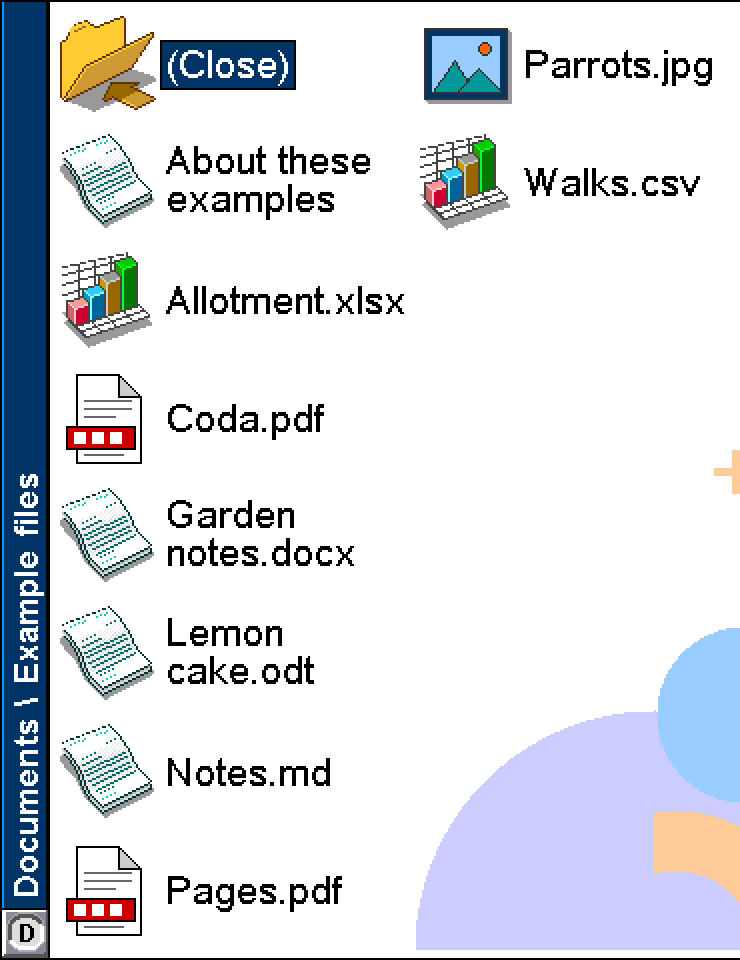 (Close)
About these
examples
Allotment.xlsx
Coda.pdf
Garden
notes.docx
Lemon
cake.odt
Notes.md
Pages.pdf
Parrots.jpg
Walks.csv
Documents \ Example files
D